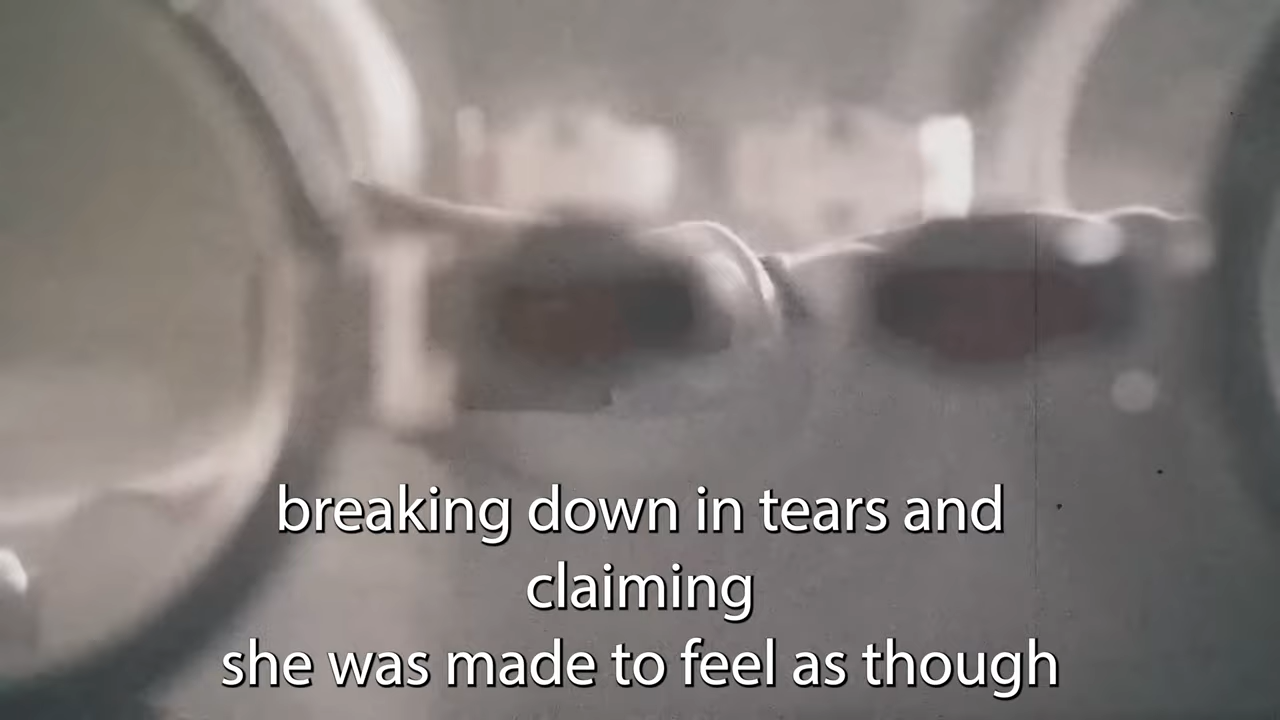 breaking down in tears and
claiming
she was made to feel as though